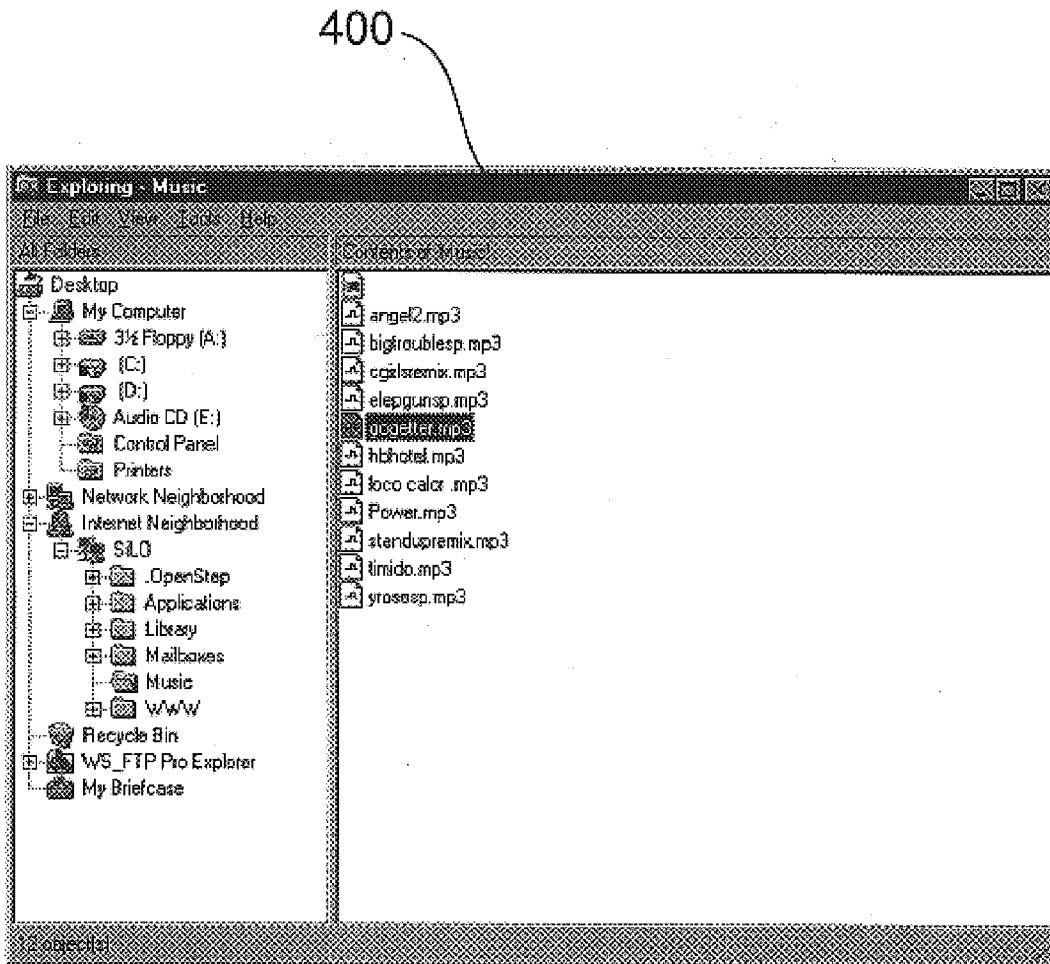 400
Exploring - Music
File Edit View Tools Help
All Folders
Contents of 'Music'
Desktop
My Computer
3½ Floppy (A:)
(C:)
(D:)
Audio CD (E:)
Control Panel
Printers
Network Neighborhood
Internet Neighborhood
SILO
.OpenStep
Applications
Library
Mailboxes
Music
WWW
Recycle Bin
WS_FTP Pro Explorer
My Briefcase
angel2.mp3
bigtroublesp.mp3
cgirlsremix.mp3
elepgunsp.mp3
gogetter.mp3
hbhotel.mp3
loco calor .mp3
Power.mp3
standupremix.mp3
timido.mp3
yrosesp.mp3
12 object(s)